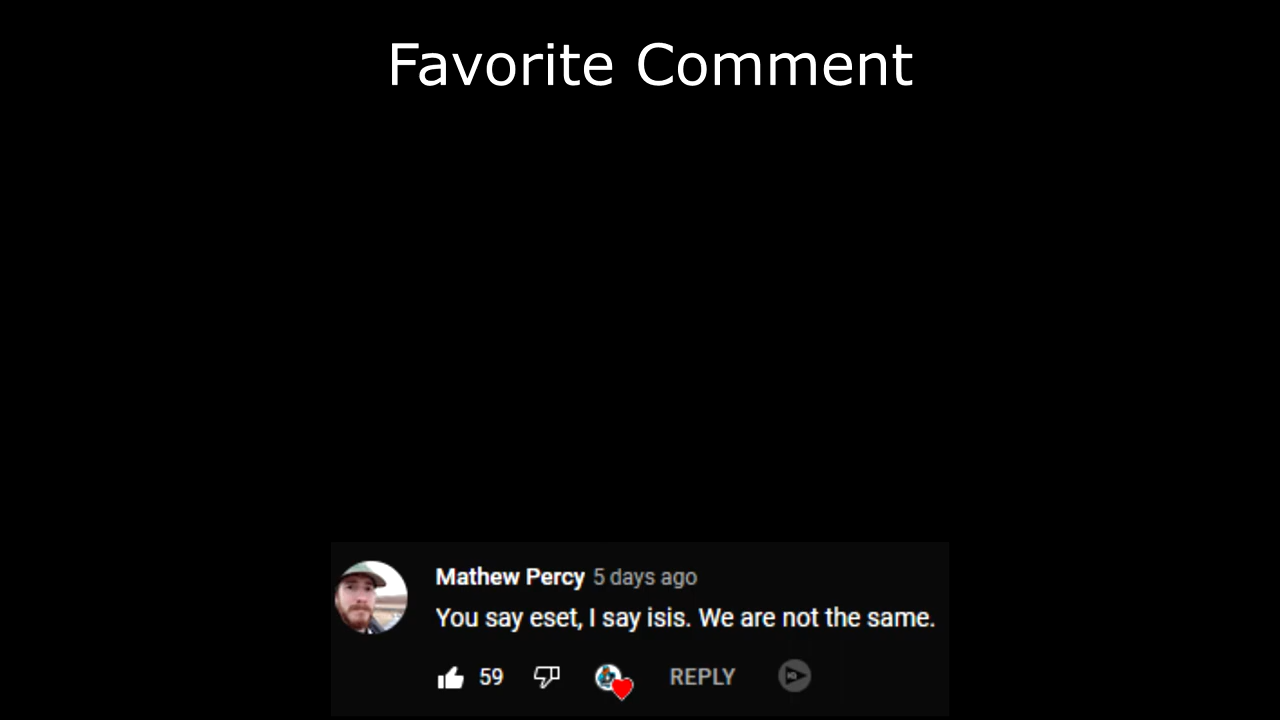 Favorite Comment
Mathew Percy 5 days ago
You say eset, I say isis. We are not the same.
59 REPLY